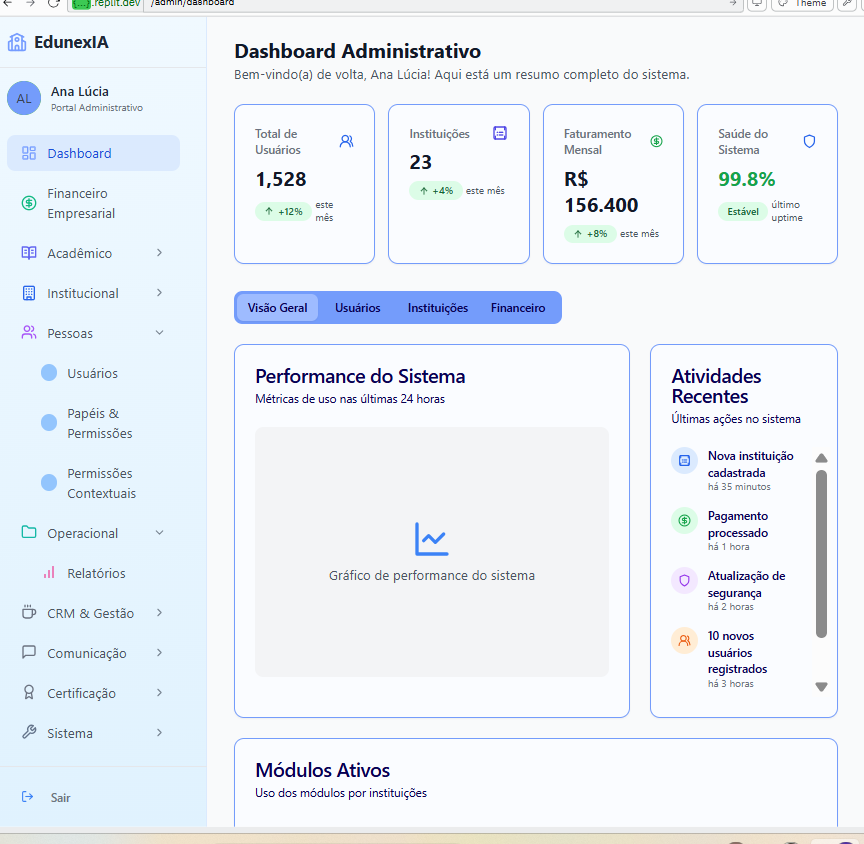 .replit.dev
/admin/dashboard
Theme
EdunexIA
AL
Ana Lúcia
Portal Administrativo
Dashboard
Financeiro
Empresarial
Acadêmico
Institucional
Pessoas
Usuários
Papéis &
Permissões
Permissões
Contextuais
Operacional
Relatórios
CRM & Gestão
Comunicação
Certificação
Sistema
Sair
Dashboard Administrativo
Bem-vindo(a) de volta, Ana Lúcia! Aqui está um resumo completo do sistema.
Total de
Usuários
1,528
+12%
este
mês
Instituições
23
+4%
este mês
Faturamento
Mensal
R$
156.400
+8%
este mês
Saúde do
Sistema
99.8%
Estável
último
uptime
Visão Geral
Usuários
Instituições
Financeiro
Performance do Sistema
Métricas de uso nas últimas 24 horas
Gráfico de performance do sistema
Atividades
Recentes
Últimas ações no sistema
Nova instituição
cadastrada
há 35 minutos
Pagamento
processado
há 1 hora
Atualização de
segurança
há 2 horas
10 novos
usuários
registrados
há 3 horas
Módulos Ativos
Uso dos módulos por instituições